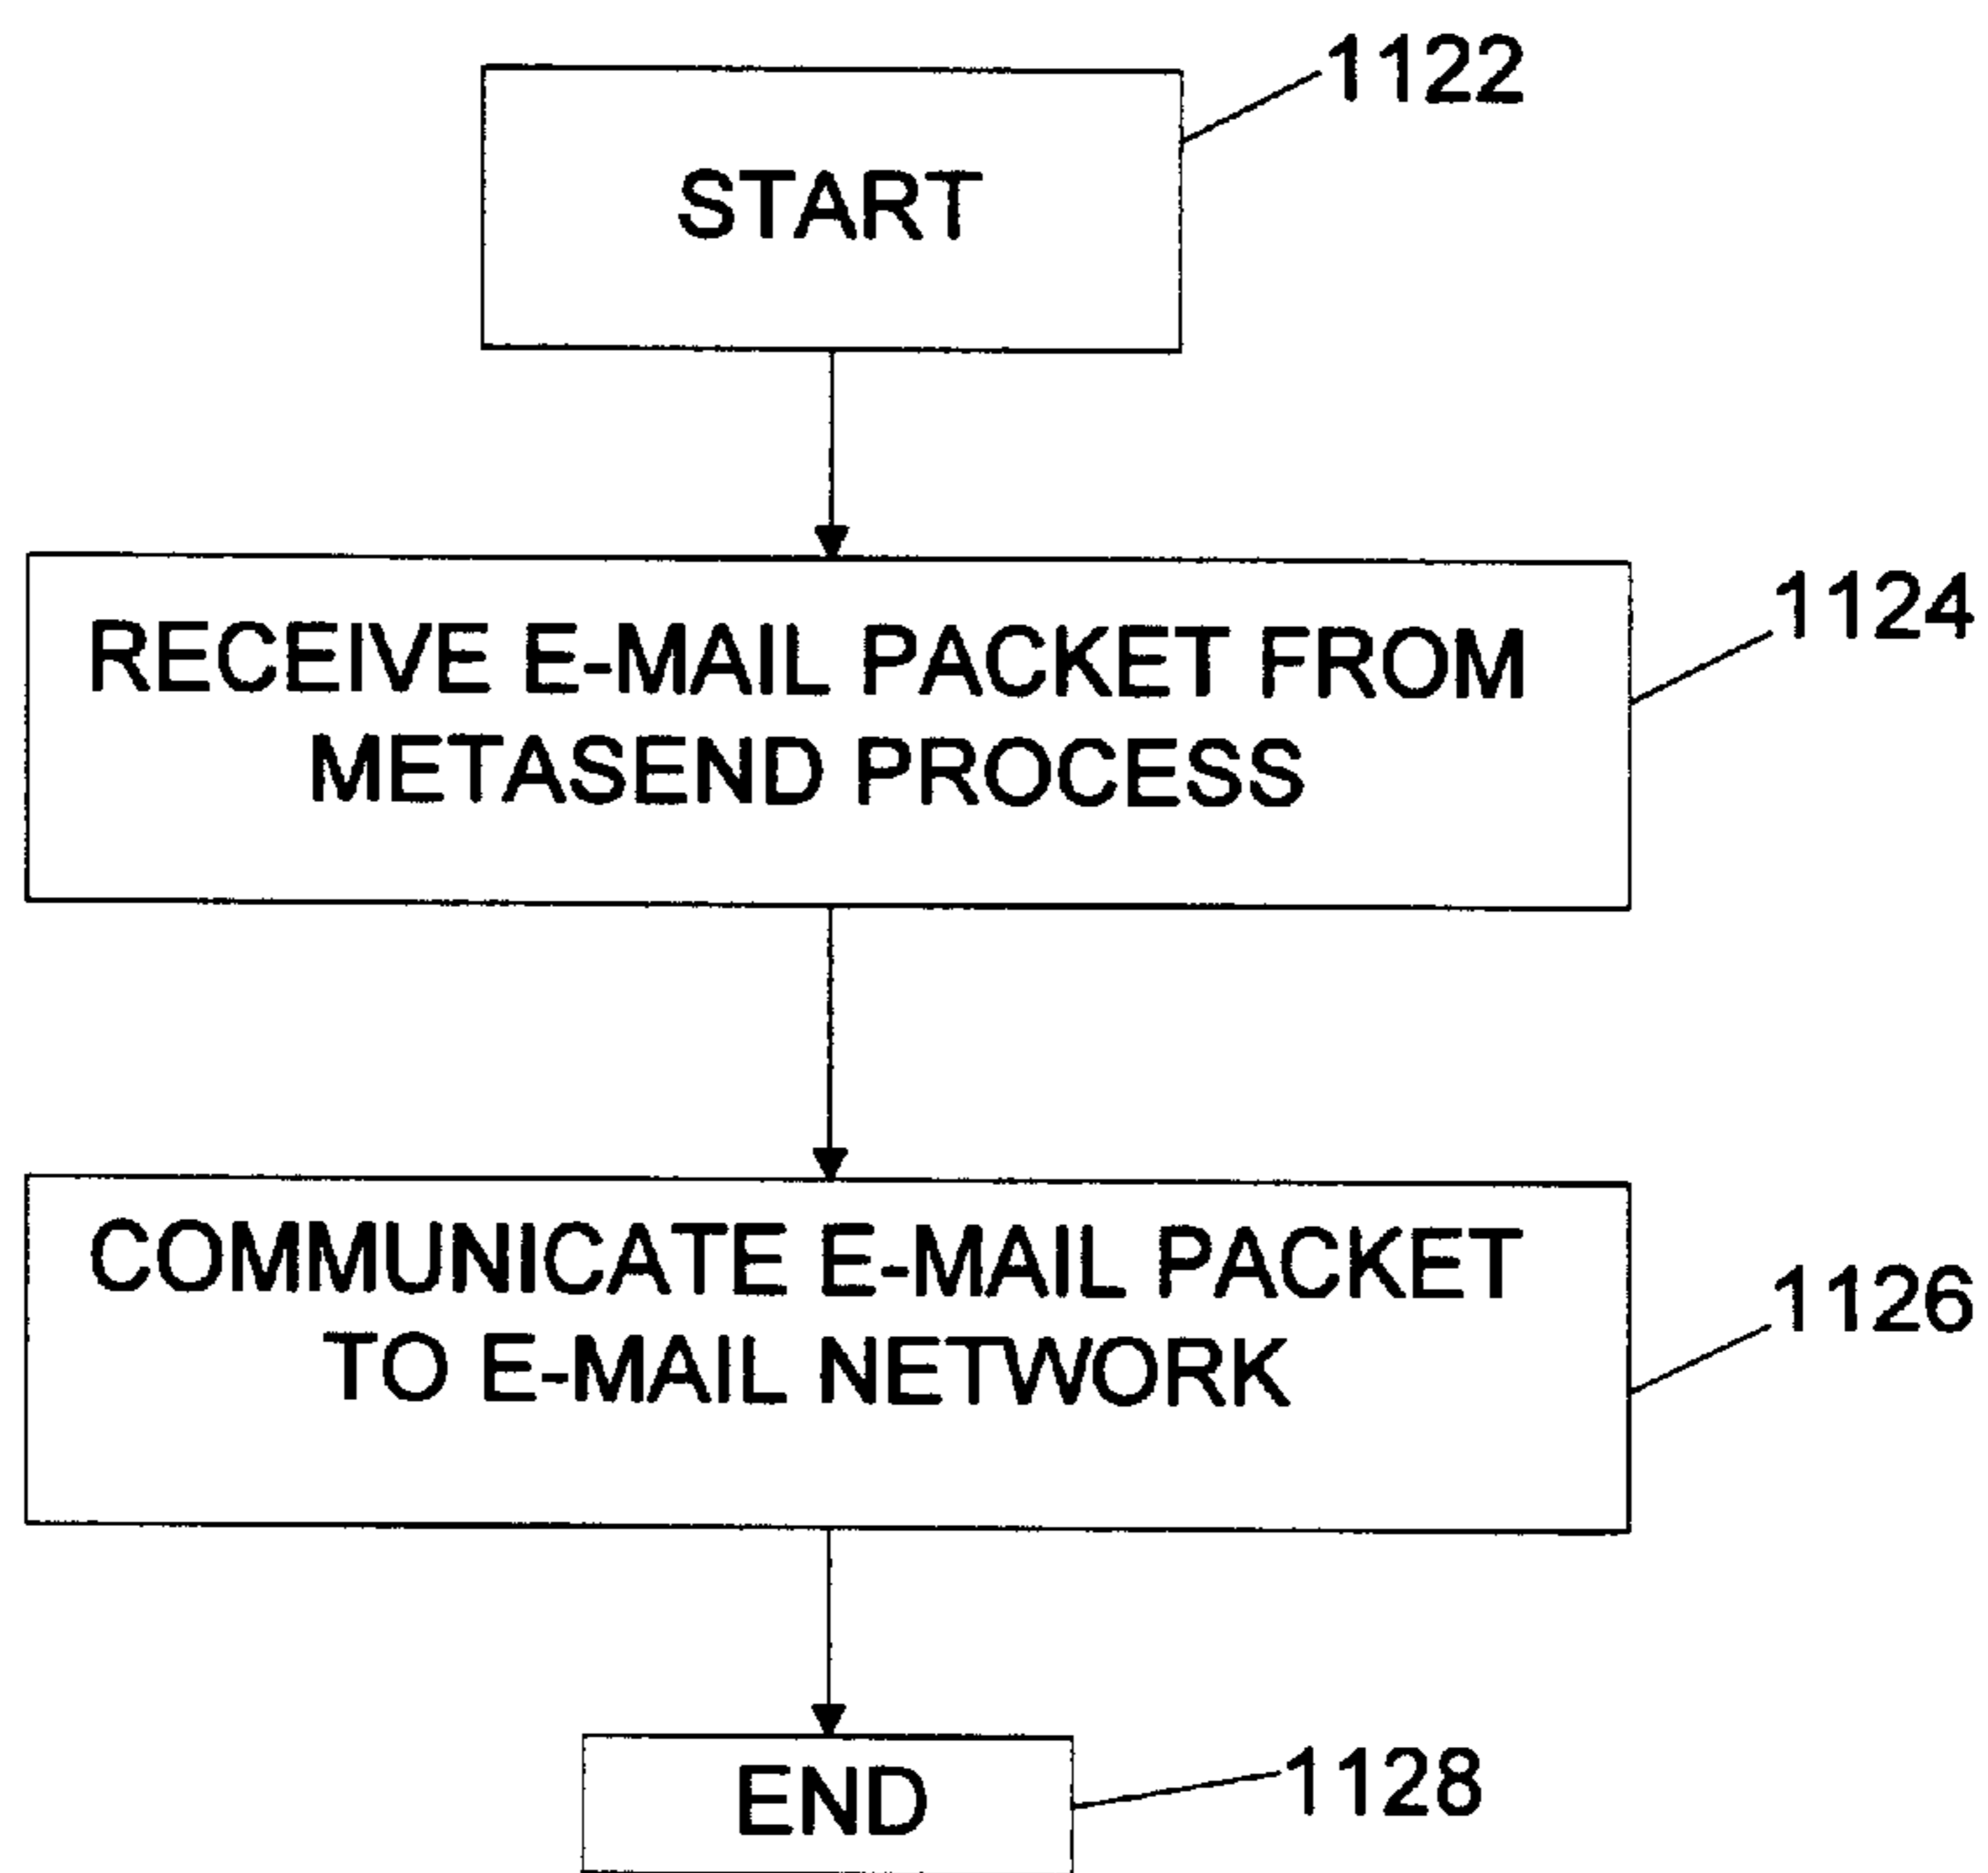 1122
START
1124
RECEIVE E-MAIL PACKET FROM
METASEND PROCESS
COMMUNICATE E-MAIL PACKET
1126
TO E-MAIL NETWORK
END
1128